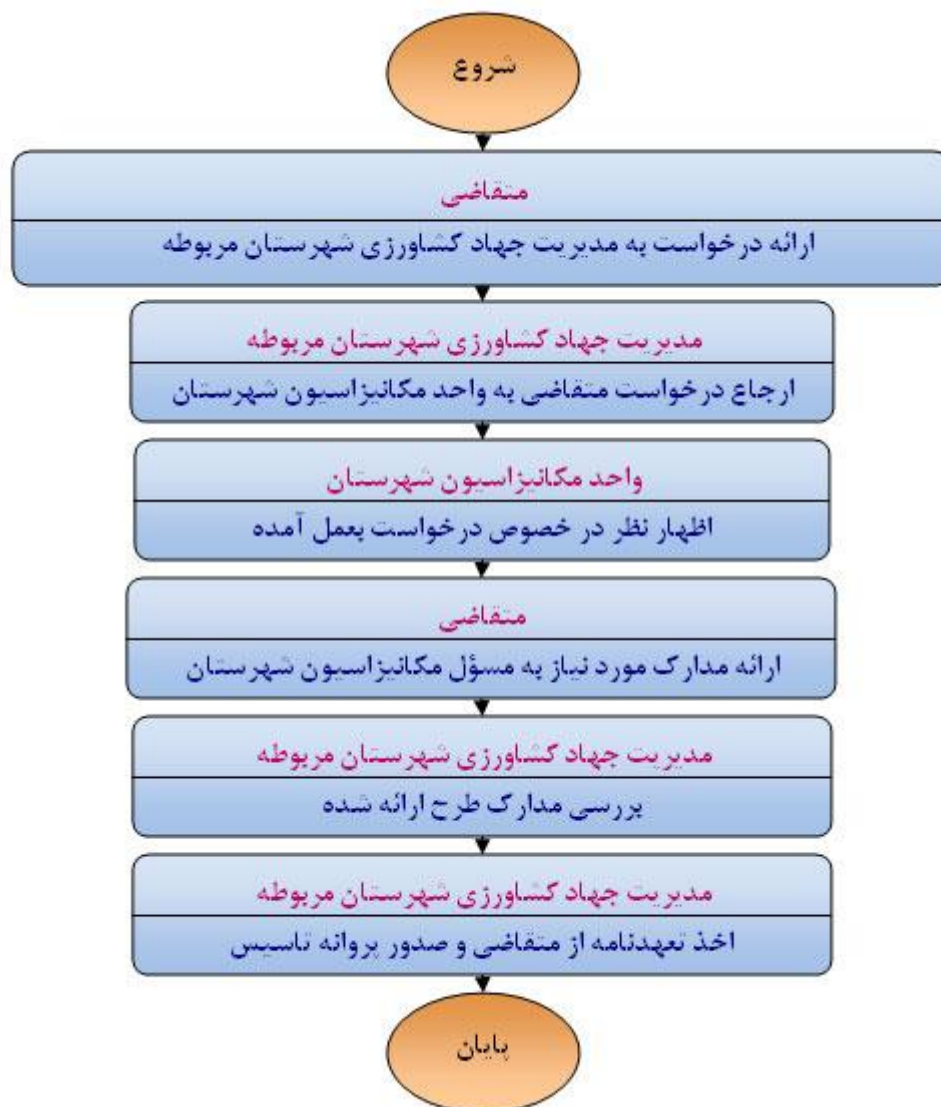 شروع
متقاضی
ارائه درخواست به مدیریت جهاد کشاورزی شهرستان مربوطه
مدیریت جهاد کشاورزی شهرستان مربوطه
ارجاع درخواست متقاضی به واحد مکانیزاسیون شهرستان
واحد مکانیزاسیون شهرستان
اظهار نظر در خصوص درخواست بعمل آمده
متقاضی
ارائه مدارک مورد نیاز به مسؤل مکانیزاسیون شهرستان
مدیریت جهاد کشاورزی شهرستان مربوطه
بررسی مدارک طرح ارائه شده
مدیریت جهاد کشاورزی شهرستان مربوطه
اخذ تعهدنامه از متقاضی و صدور پروانه تاسیس
پایان